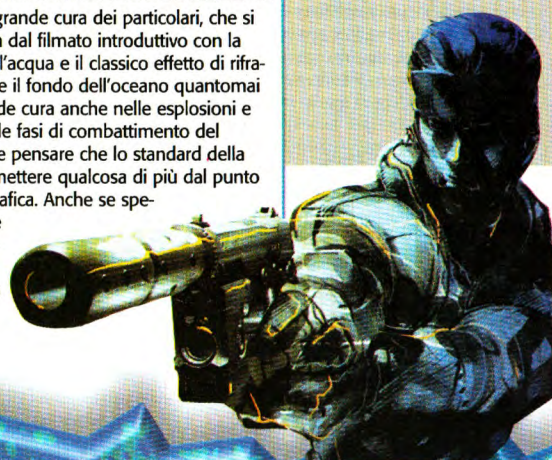 grande cura dei particolari, che si
dal filmato introduttivo con la
l'acqua e il classico effetto di rifra-
e il fondo dell'oceano quantomai
de cura anche nelle esplosioni e
le fasi di combattimento del
e pensare che lo standard della
mettere qualcosa di più dal punto
afica. Anche se spe-